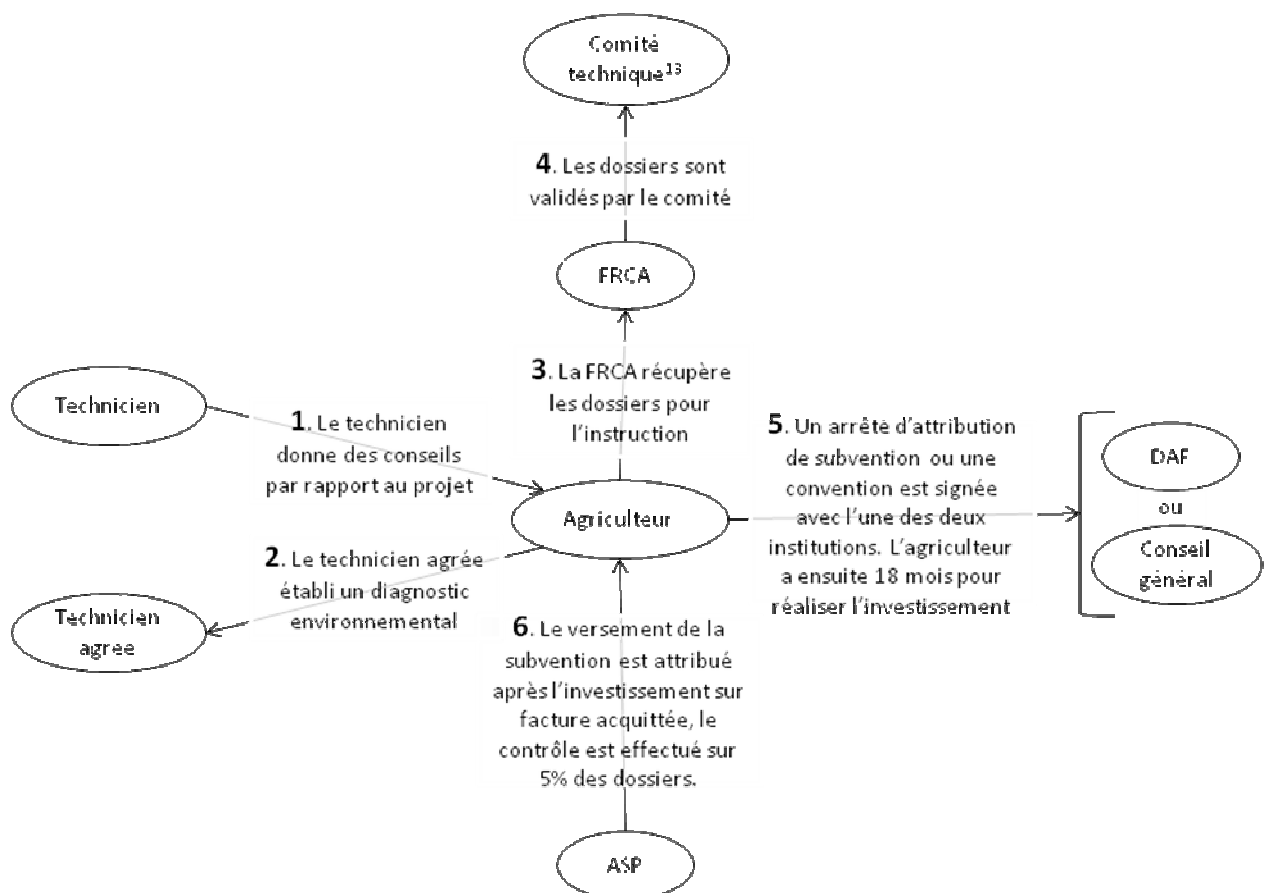 Comité
technique¹³
4. Les dossiers sont
validés par le comité
FRCA
3. La FRCA récupère
les dossiers pour
l'instruction
Technicien
1. Le technicien
donne des conseils
par rapport au projet
Agriculteur
2. Le technicien agrée
établi un diagnostic
environnemental
Technicien
agree
5. Un arrêté d'attribution
de subvention ou une
convention est signée
avec l'une des deux
institutions. L'agriculteur
a ensuite 18 mois pour
réaliser l'investissement
DAF
ou
Conseil
général
6. Le versement de la
subvention est attribué
après l'investissement sur
facture acquittée, le
contrôle est effectué sur
5% des dossiers.
ASP